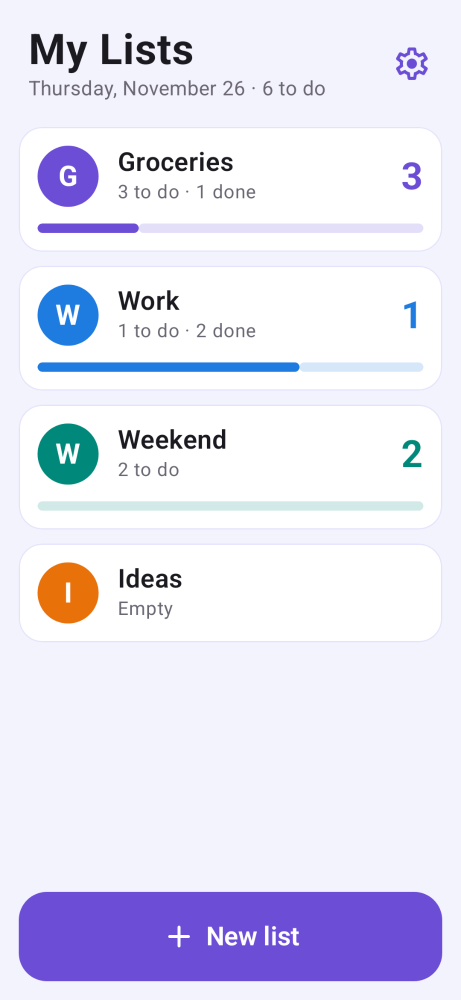 My Lists
Thursday, November 26 · 6 to do
G
Groceries
3 to do · 1 done
3
W
Work
1 to do · 2 done
1
W
Weekend
2 to do
2
I
Ideas
Empty
+ New list